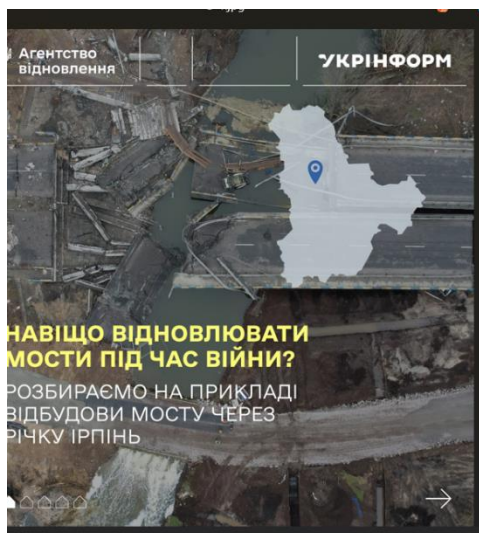 Агентство
відновлення
УКРІНФОРМ
НАВІЩО ВІДНОВЛЮВАТИ
МОСТИ ПІД ЧАС ВІЙНИ?
РОЗБИРАЄМО НА ПРИКЛАДІ
ВІДБУДОВИ МОСТУ ЧЕРЕЗ
РІЧКУ ІРПІНЬ